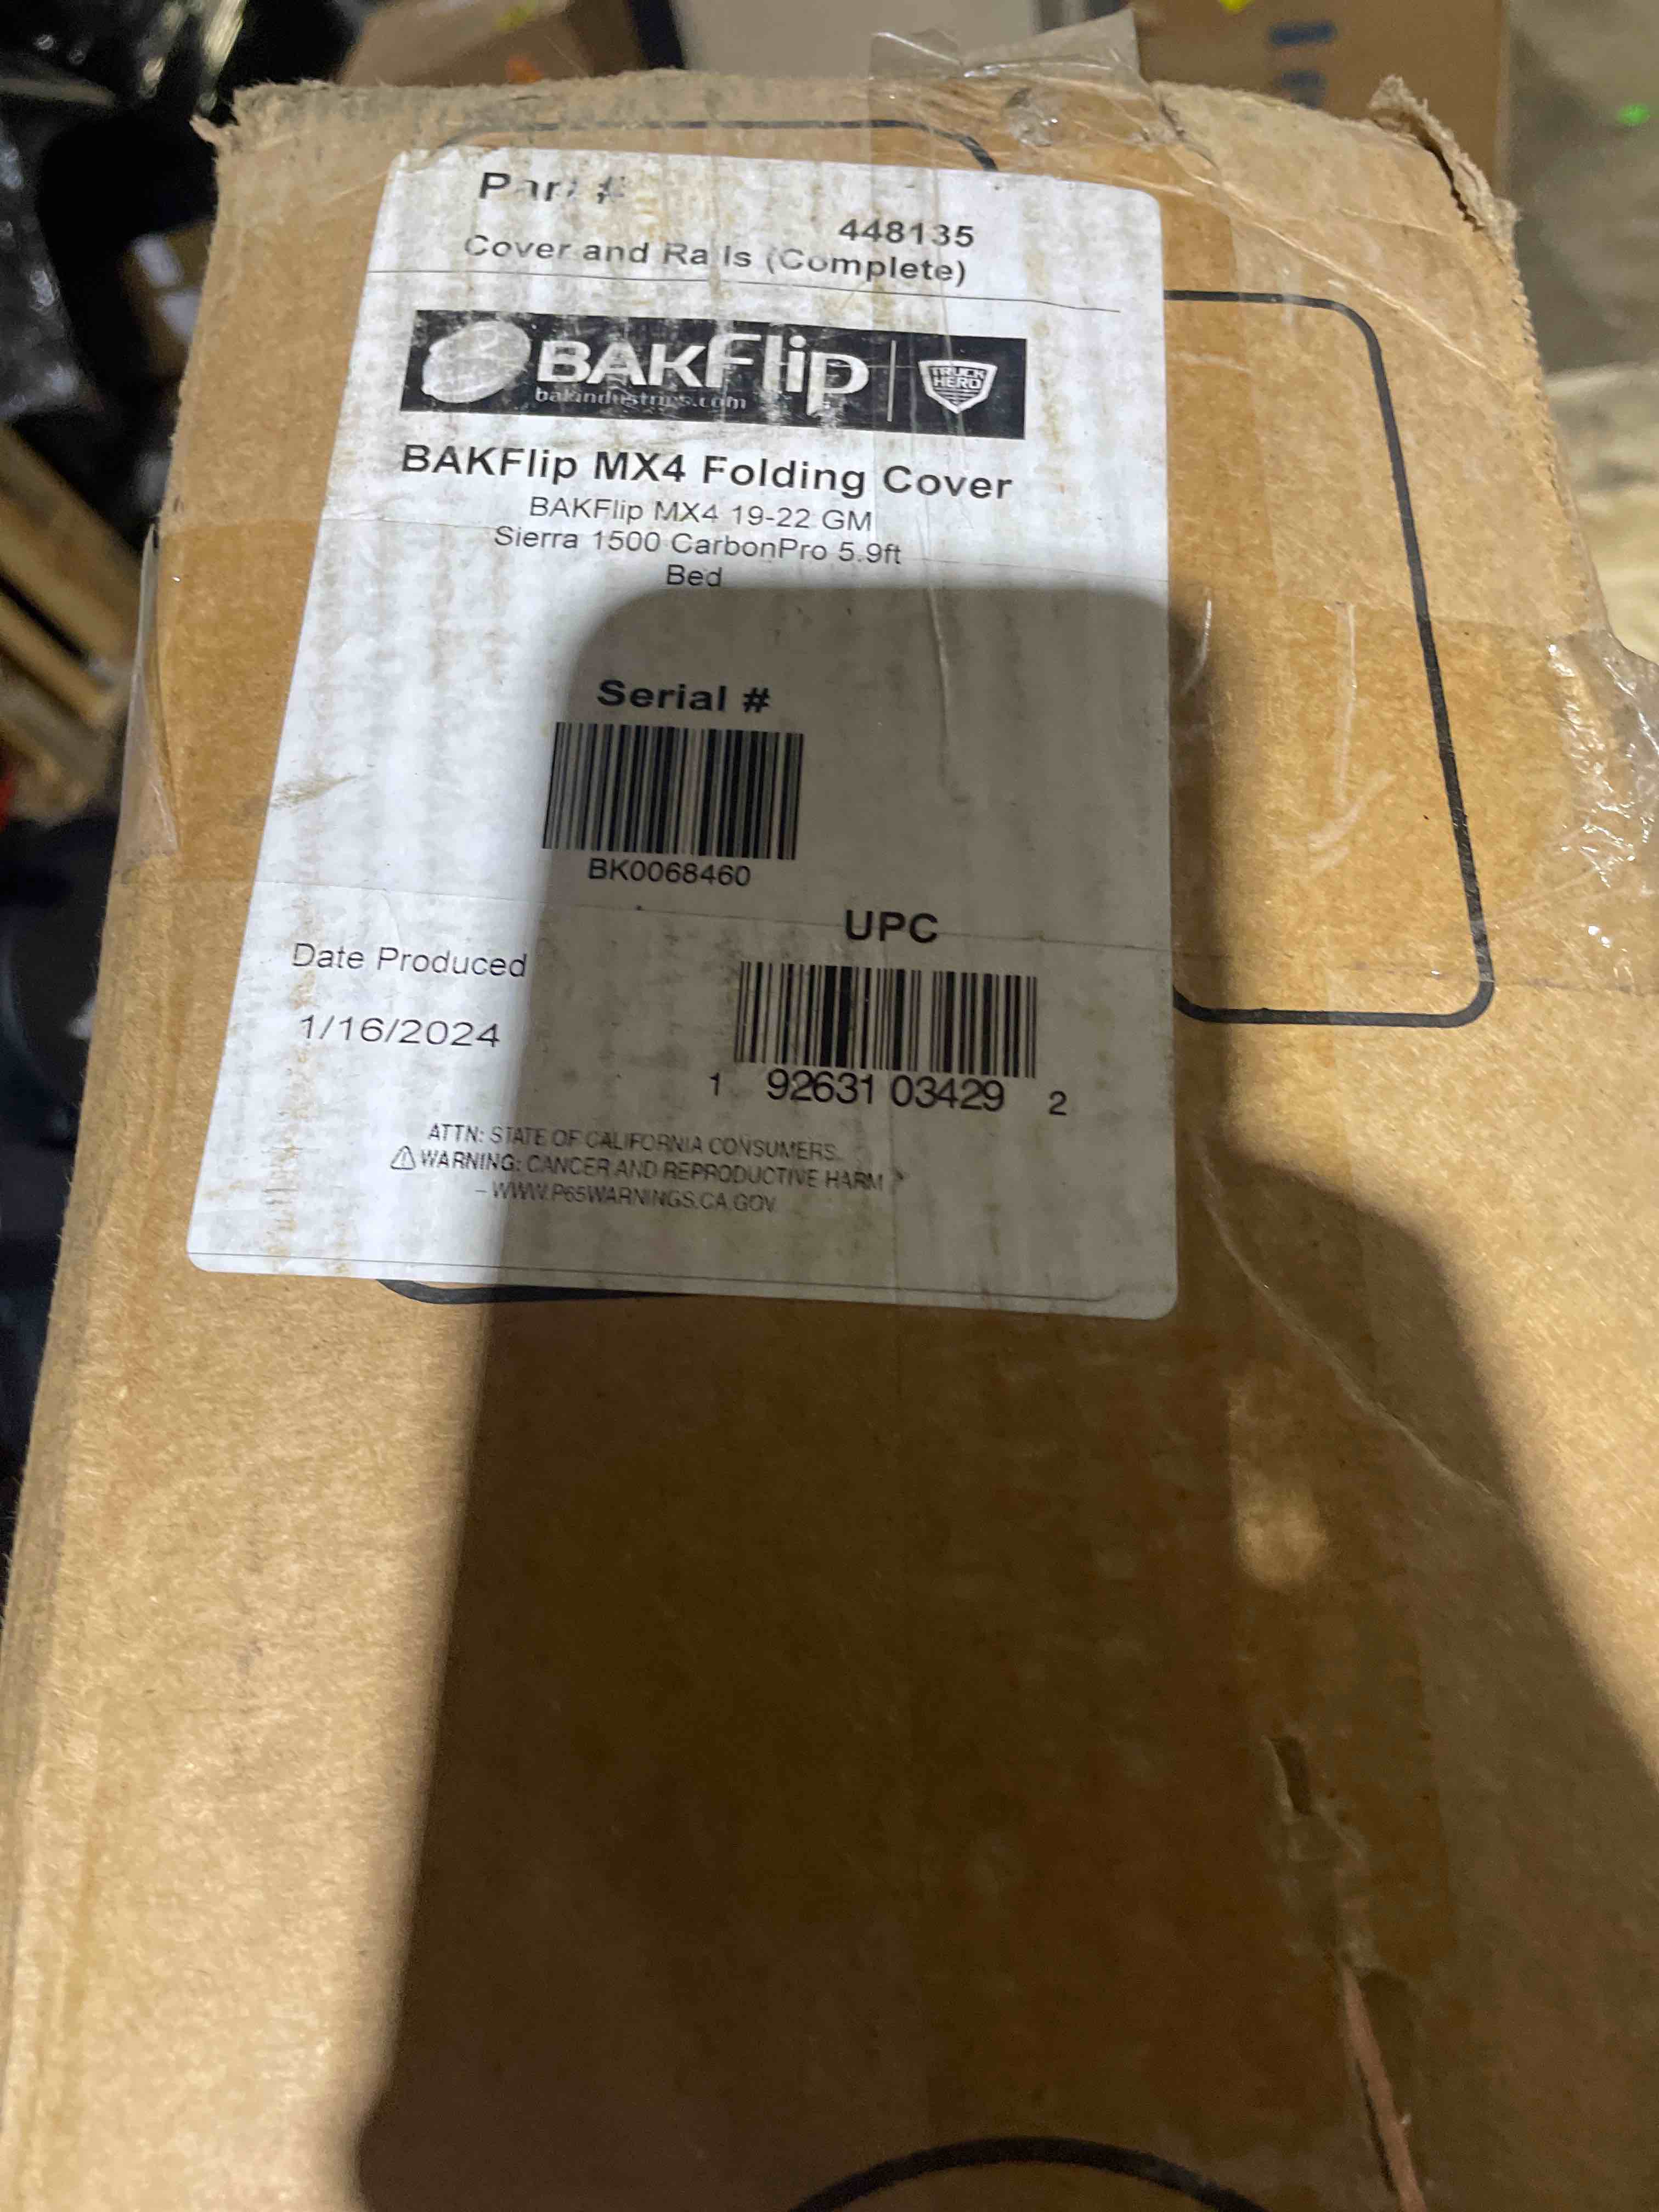 Part #
448135
Cover and Rails (Complete)
BAKFlip
bakindustries.com
TRUCK
HERO
BAKFlip MX4 Folding Cover
BAKFlip MX4 19-22 GM
Sierra 1500 CarbonPro 5.9ft
Bed
Serial #
BK0068460
UPC
Date Produced
1/16/2024
1 92631 03429 2
ATTN: STATE OF CALIFORNIA CONSUMERS.
⚠ WARNING: CANCER AND REPRODUCTIVE HARM
- WWW.P65WARNINGS.CA.GOV